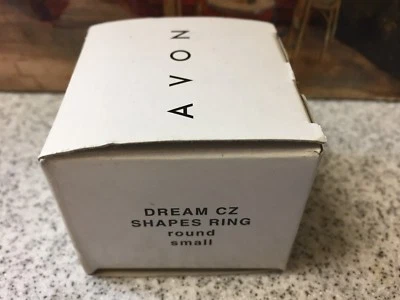 AVON
DREAM CZ
SHAPES RING
round
small